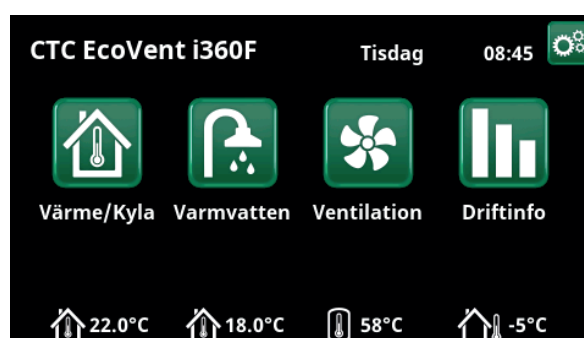 CTC EcoVent i360F Tisdag 08:45
Värme/Kyla Varmvatten Ventilation Driftinfo
22.0°C 18.0°C 58°C -5°C